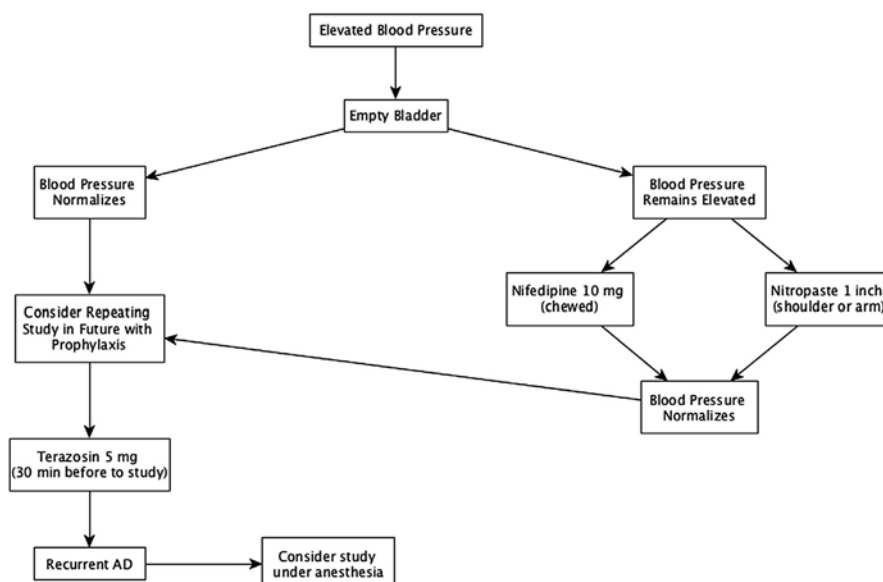 Elevated Blood Pressure
Empty Bladder
Blood Pressure
Normalizes
Blood Pressure
Remains Elevated
Nifedipine 10 mg
(chewed)
Nitropaste 1 inch
(shoulder or arm)
Consider Repeating
Study in Future with
Prophylaxis
Blood Pressure
Normalizes
Terazosin 5 mg
(30 min before to study)
Recurrent AD
Consider study
under anesthesia